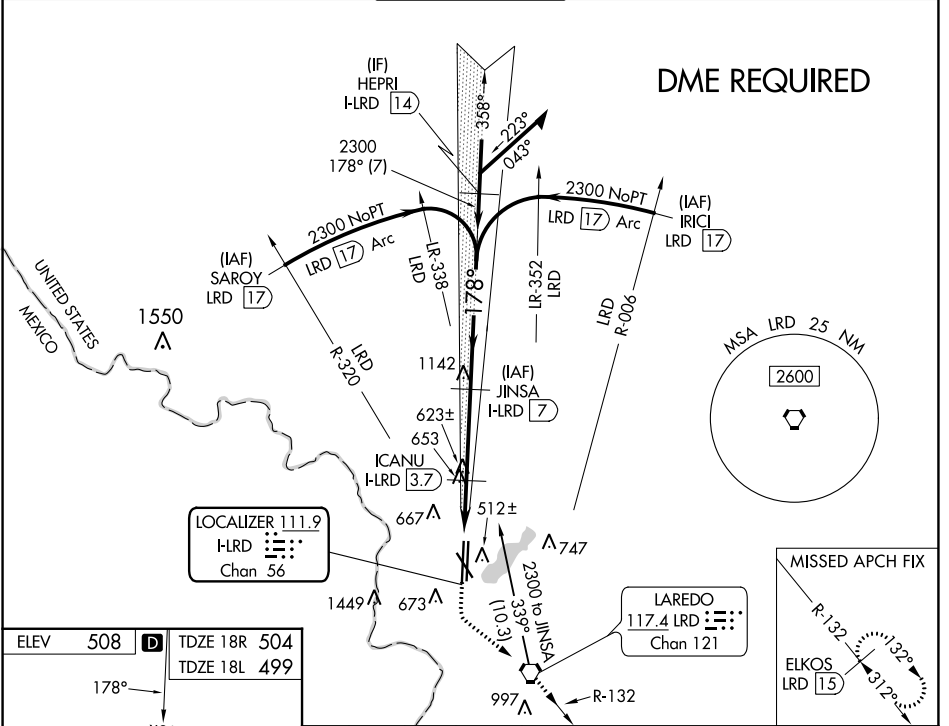 DME REQUIRED
(IF)
HEPRI
I-LRD 14
2300
178° (7)
358°
223°
043°
2300 NoPT
LRD 17 Arc
(IAF)
SAROY
LRD 17
LR-338
LRD
178°
LR-352
LRD
2300 NoPT
LRD 17 Arc
(IAF)
IRICI
LRD 17
LRD
R-006
LRD
R-320
UNITED STATES
MEXICO
1550
1142
(IAF)
JINSA
I-LRD 7
623±
653
ICANU
I-LRD 3.7
667
512±
747
MSA LRD 25 NM
2600
LOCALIZER 111.9
I-LRD
Chan 56
1449
673
2300 to JINSA
339°
(10.3)
LAREDO
117.4 LRD
Chan 121
997
R-132
MISSED APCH FIX
R-132
132°
312°
ELKOS
LRD 15
ELEV 508 D TDZE 18R 504
TDZE 18L 499
178°